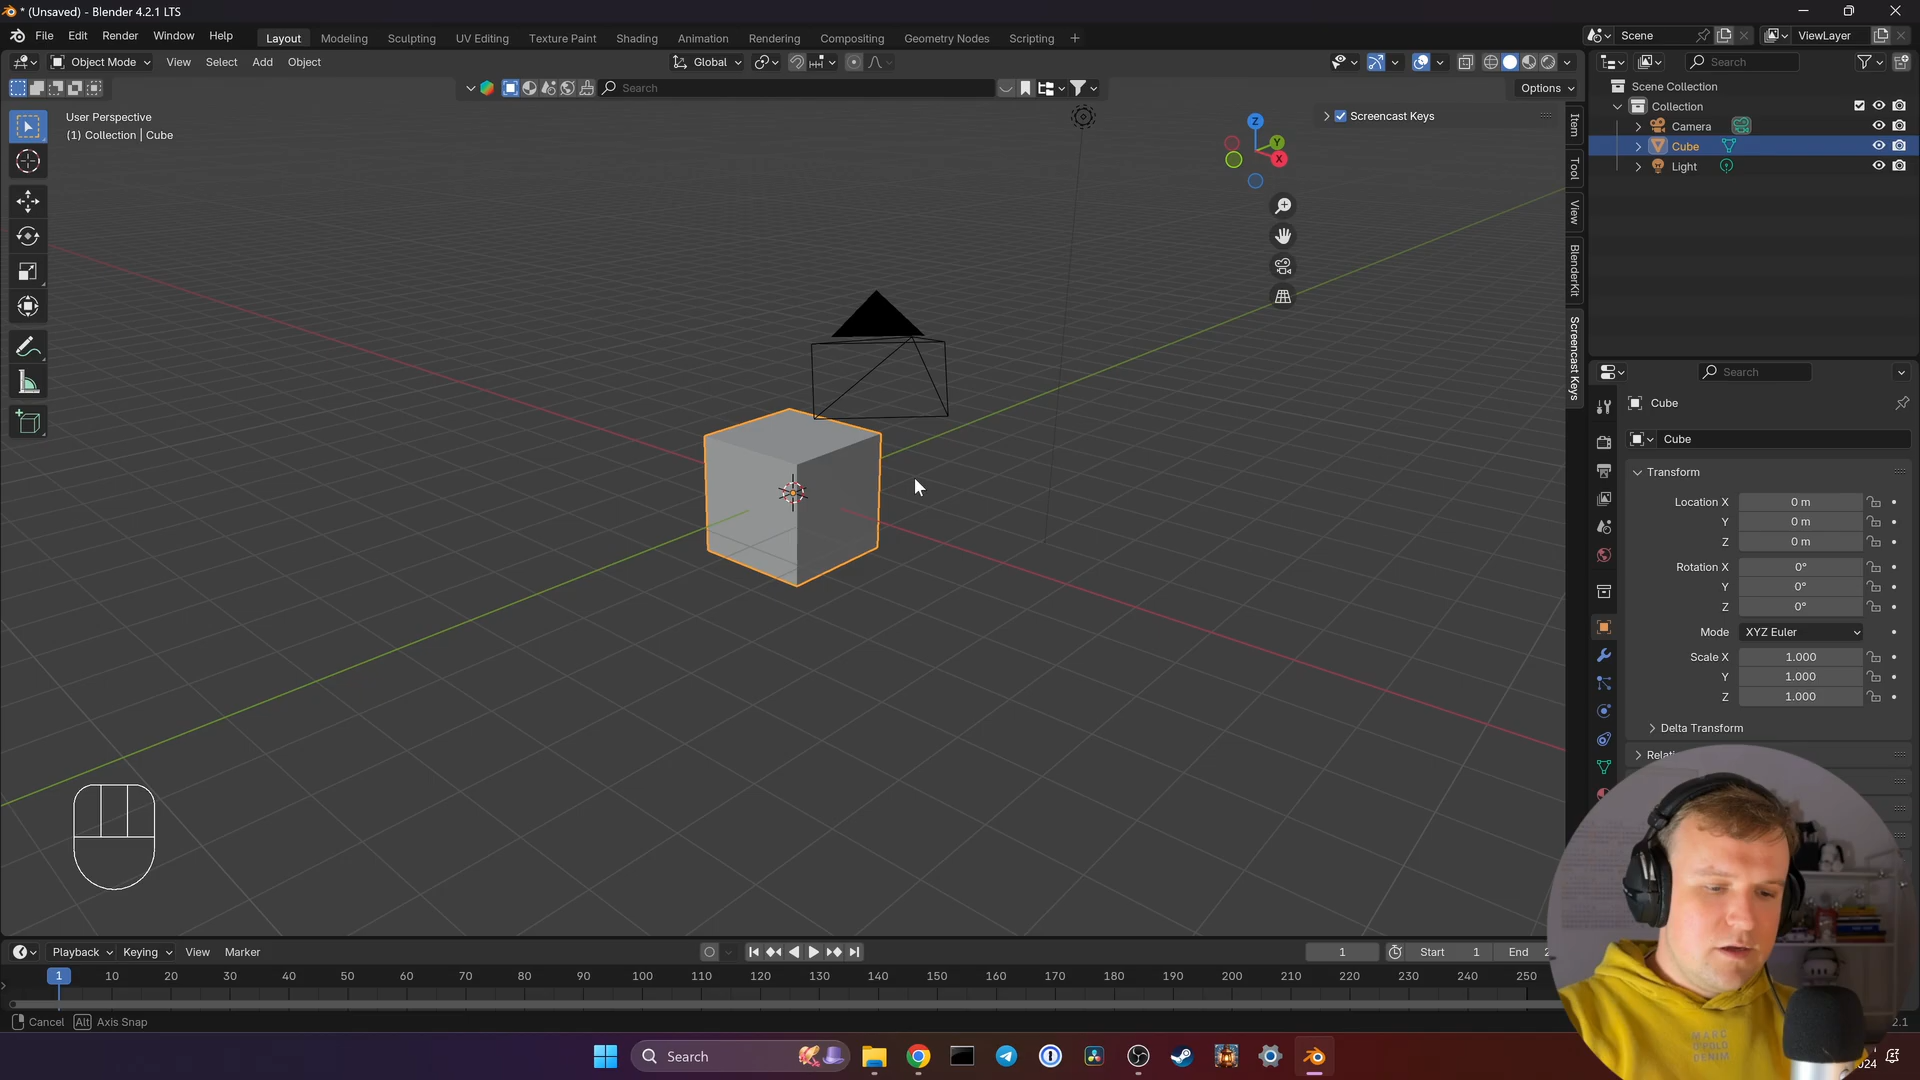 * (Unsaved) - Blender 4.2.1 LTS
File Edit Render Window Help Layout Modeling Sculpting UV Editing Texture Paint Shading Animation Rendering Compositing Geometry Nodes Scripting + Scene ViewLayer
Object Mode View Select Add Object Global Search
Search Options
User Perspective
(1) Collection | Cube
Screencast Keys
Z
Y
X
Item
Tool
View
BlenderKit
Screencast Keys
Scene Collection
Collection
Camera
Cube
Light
Search
Cube
Cube
Transform
Location X 0 m
Y 0 m
Z 0 m
Rotation X 0°
Y 0°
Z 0°
Mode XYZ Euler
Scale X 1.000
Y 1.000
Z 1.000
Delta Transform
MARC
DENIM
Playback Keying View Marker 1 Start 1 End
1 10 20 30 40 50 60 70 80 90 100 110 120 130 140 150 160 170 180 190 200 210 220 230 240 250
Cancel Alt Axis Snap
Search